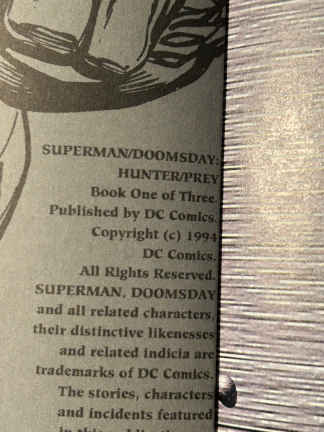 SUPERMAN/DOOMSDAY:
HUNTER/PREY
Book One of Three.
Published by DC Comics.
Copyright (c) 1994
DC Comics.
All Rights Reserved.
SUPERMAN, DOOMSDAY
and all related characters,
their distinctive likenesses
and related indicia are
trademarks of DC Comics.
The stories, characters
and incidents featured
in this